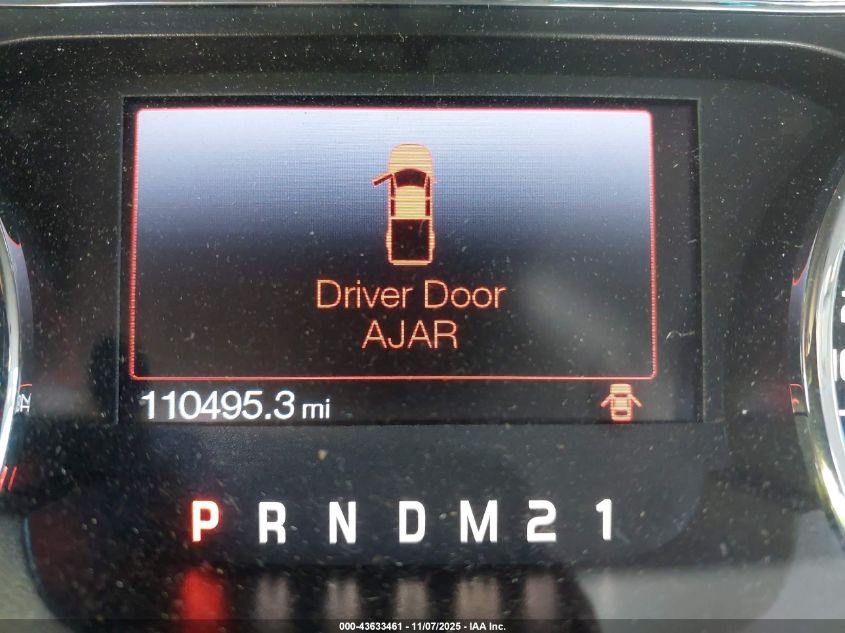 Driver Door
AJAR
110495.3 mi
P R N D M 2 1
000-43633461 - 11/07/2025 - IAA Inc.